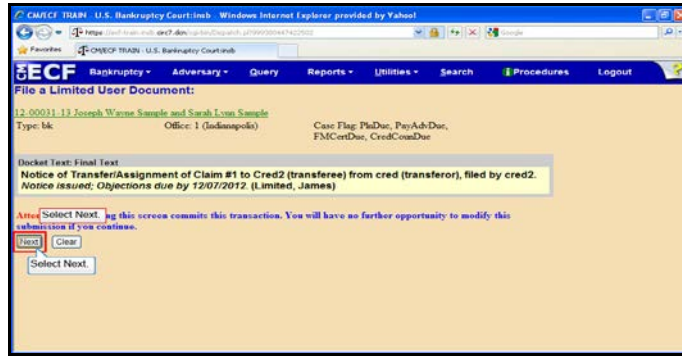 CM/ECF TRAIN - U.S. Bankruptcy Court:insb - Windows Internet Explorer provided by Yahoo!
Google
Favorites
CM/ECF TRAIN - U.S. Bankruptcy Court:insb
ECF Bankruptcy Adversary Query Reports Utilities Search Procedures Logout
File a Limited User Document:
12-00031-13 Joseph Wayne Sample and Sarah Lynn Sample
Type: bk Office: 1 (Indianapolis) Case Flag: PlnDue, PayAdvDue,
FMCertDue, CredCounDue
Docket Text: Final Text
Notice of Transfer/Assignment of Claim #1 to Cred2 (transferee) from cred (transferor), filed by cred2.
Notice issued; Objections due by 12/07/2012. (Limited, James)
Select Next. this screen commits this transaction. You will have no further opportunity to modify this
submission if you continue.
Next Clear
Select Next.